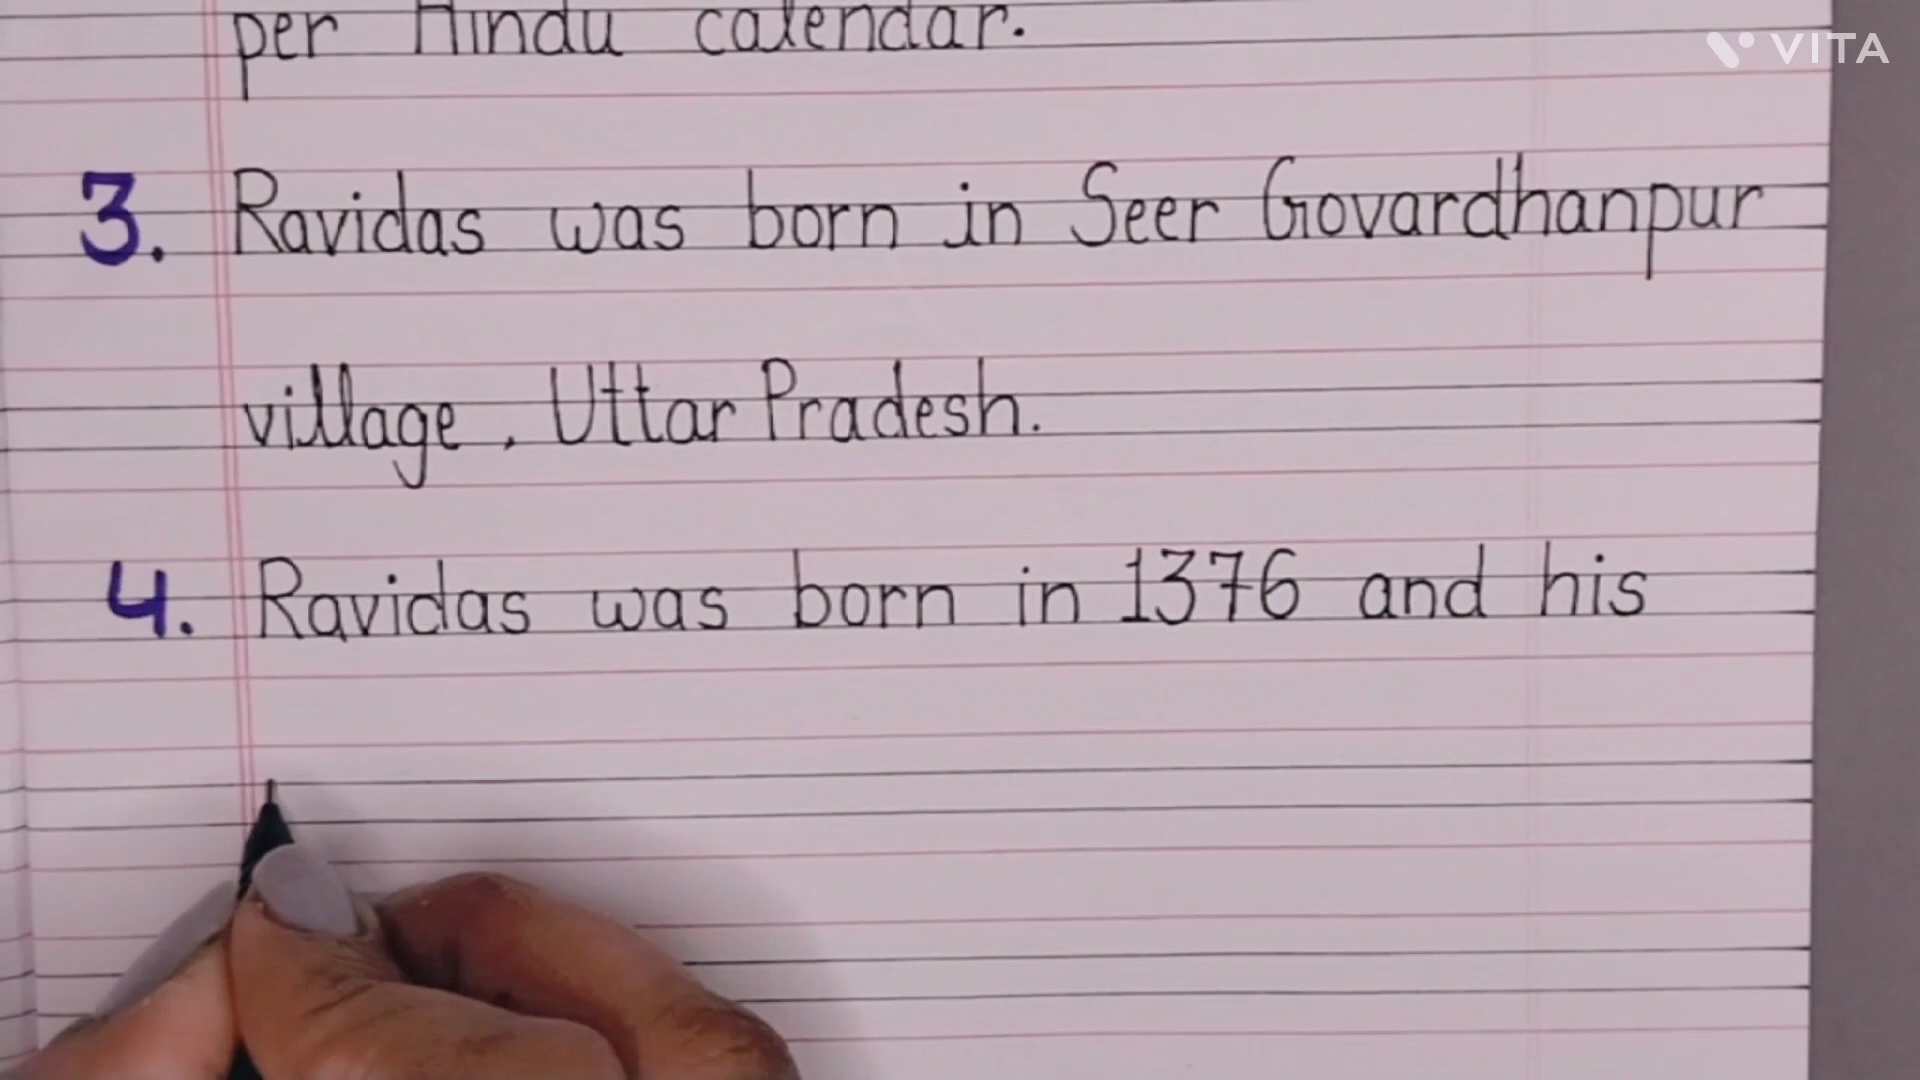 per Hindu calendar.
VITA
3. Ravidas was born in Seer Govardhanpur
village, Uttar Pradesh.
4. Ravidas was born in 1376 and his